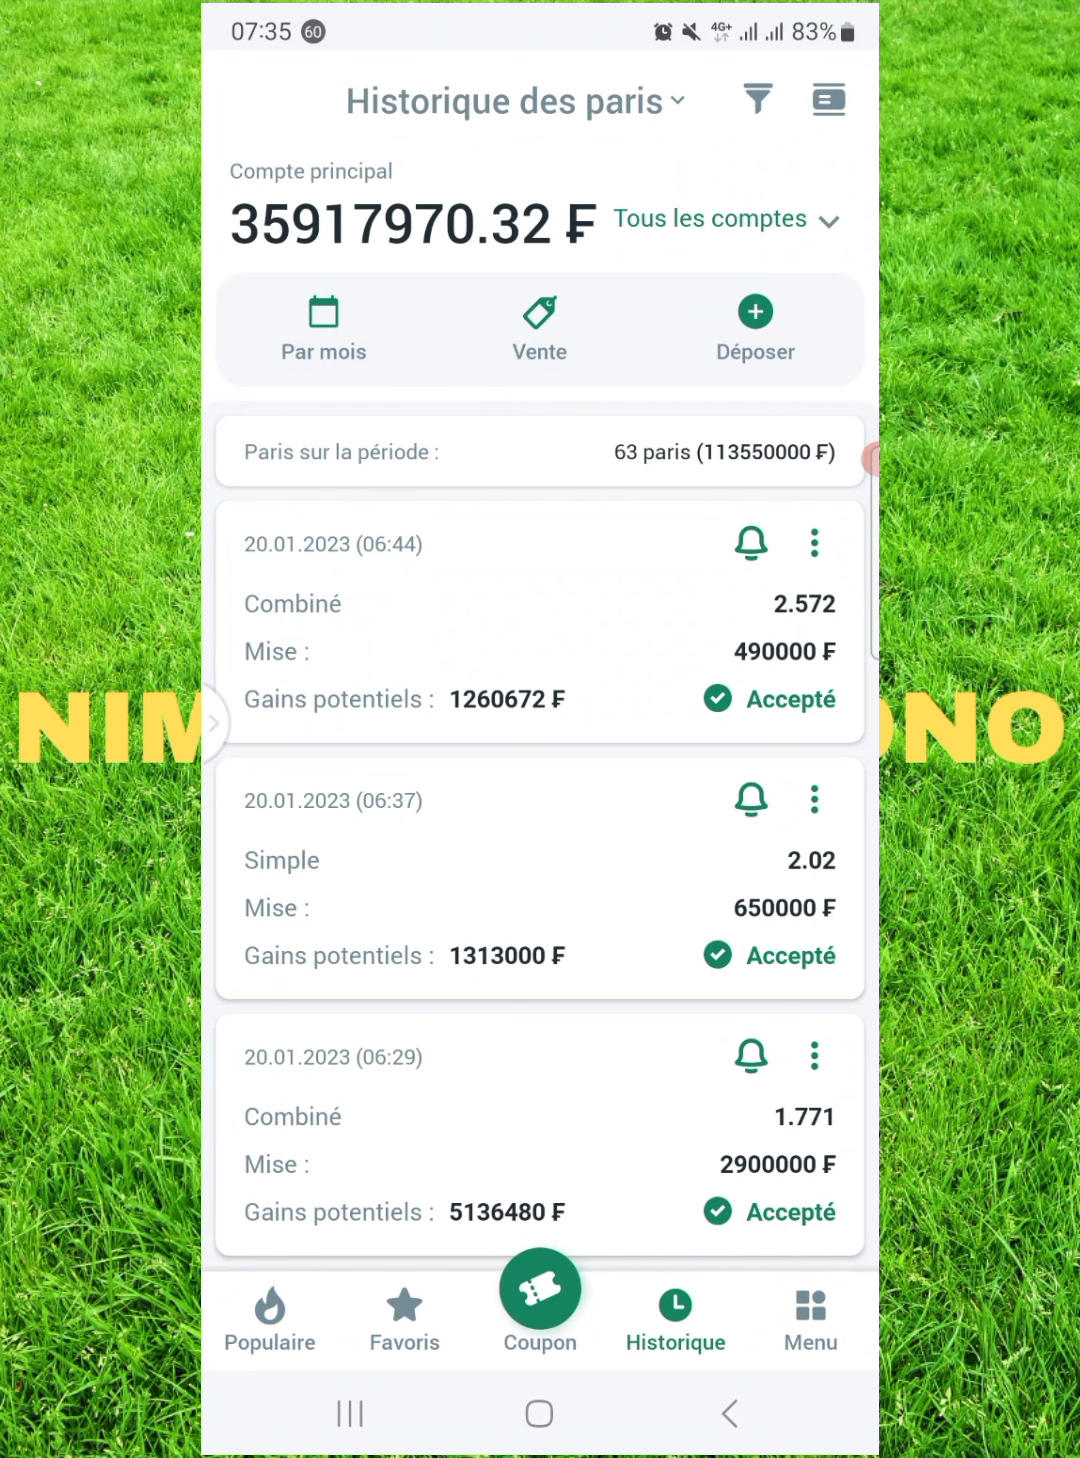 07:35 60 4G+ 83%
Historique des paris
Compte principal
35917970.32 ₣ Tous les comptes
Par mois Vente Déposer
Paris sur la période : 63 paris (113550000 ₣)
20.01.2023 (06:44)
Combiné 2.572
Mise : 490000 ₣
Gains potentiels : 1260672 ₣ Accepté
NIM ONO
20.01.2023 (06:37)
Simple 2.02
Mise : 650000 ₣
Gains potentiels : 1313000 ₣ Accepté
20.01.2023 (06:29)
Combiné 1.771
Mise : 2900000 ₣
Gains potentiels : 5136480 ₣ Accepté
Populaire Favoris Coupon Historique Menu